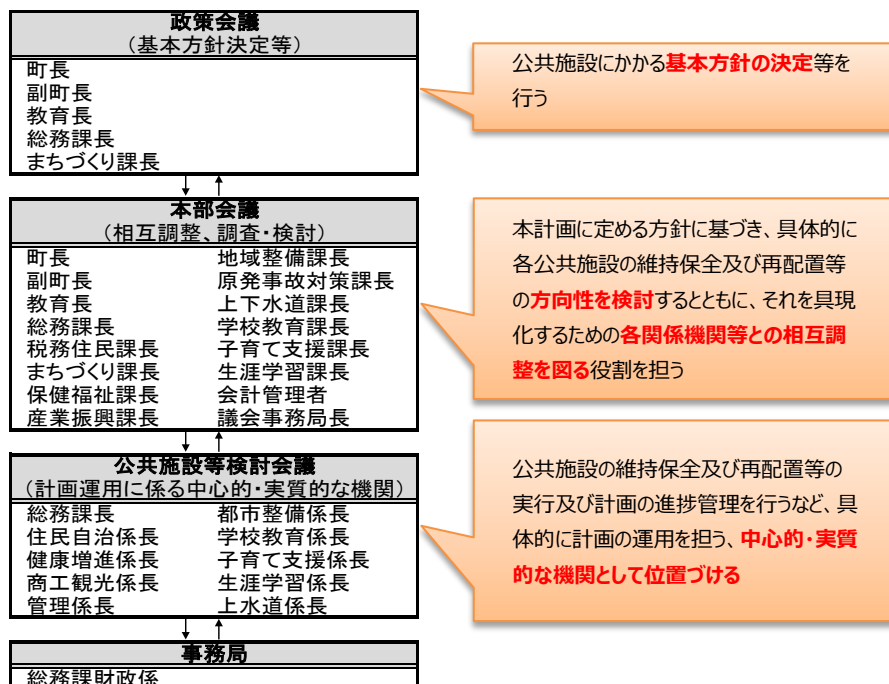 政策会議
（基本方針決定等）
町長
副町長
教育長
総務課長
まちづくり課長
公共施設にかかる基本方針の決定等を
行う
本部会議
（相互調整、調査・検討）
町長 地域整備課長
副町長 原発事故対策課長
教育長 上下水道課長
総務課長 学校教育課長
税務住民課長 子育て支援課長
まちづくり課長 生涯学習課長
保健福祉課長 会計管理者
産業振興課長 議会事務局長
本計画に定める方針に基づき、具体的に
各公共施設の維持保全及び再配置等
の方向性を検討するとともに、それを具現
化するための各関係機関等との相互調
整を図る役割を担う
公共施設等検討会議
（計画運用に係る中心的・実質的な機関）
総務課長 都市整備係長
住民自治係長 学校教育係長
健康増進係長 子育て支援係長
商工観光係長 生涯学習係長
管理係長 上水道係長
公共施設の維持保全及び再配置等の
実行及び計画の進捗管理を行うなど、具
体的に計画の運用を担う、中心的・実質
的な機関として位置づける
事務局
総務課財政係